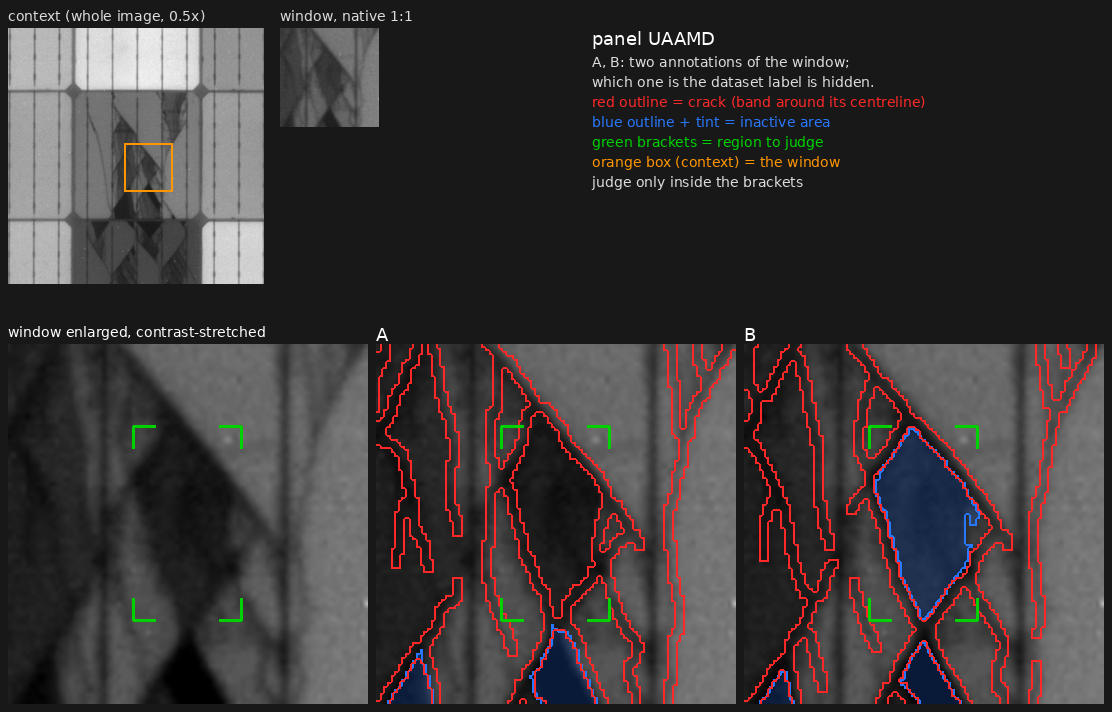 context (whole image, 0.5x)
window, native 1:1
panel UAAMD
A, B: two annotations of the window;
which one is the dataset label is hidden.
red outline = crack (band around its centreline)
blue outline + tint = inactive area
green brackets = region to judge
orange box (context) = the window
judge only inside the brackets
window enlarged, contrast-stretched
A
B